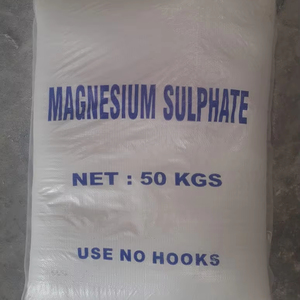 MAGNESIUM SULPHATE
NET : 50 KGS
USE NO HOOKS